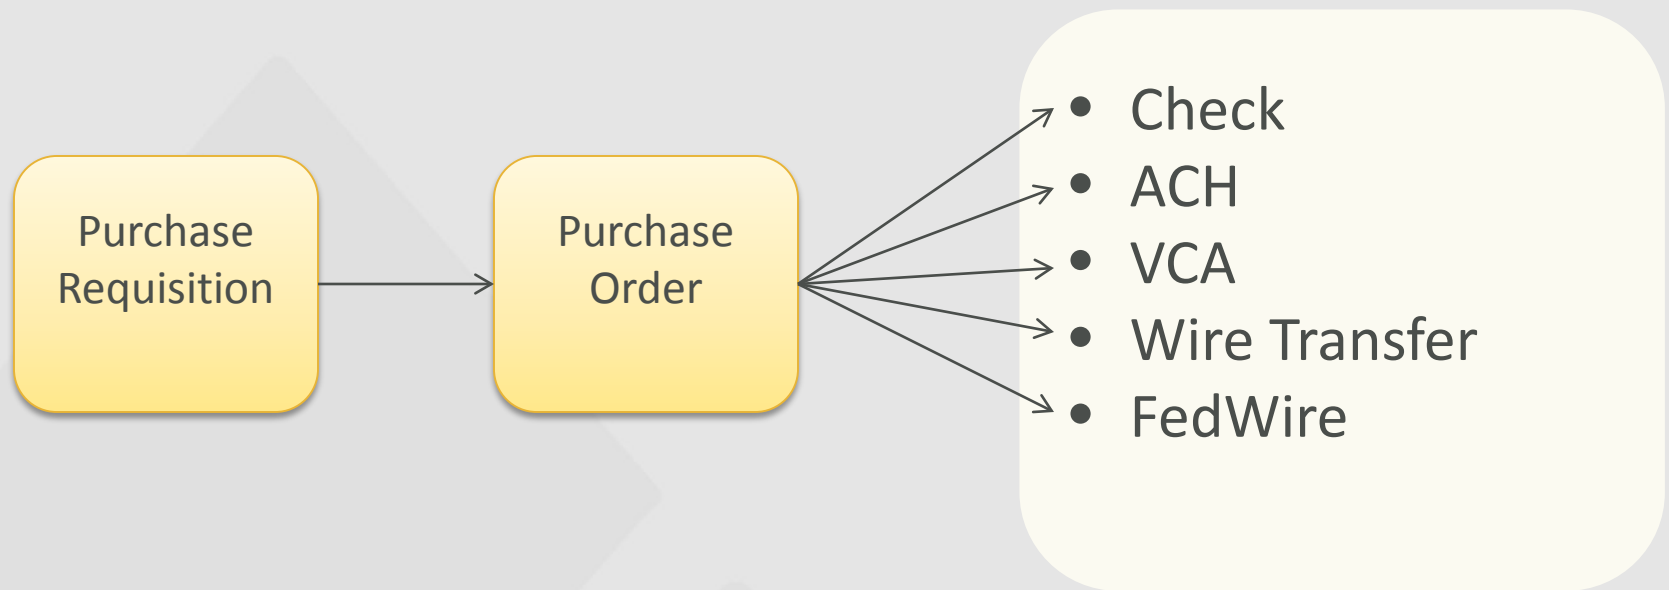 Purchase
Requisition
Purchase
Order
• Check
• ACH
• VCA
• Wire Transfer
• FedWire